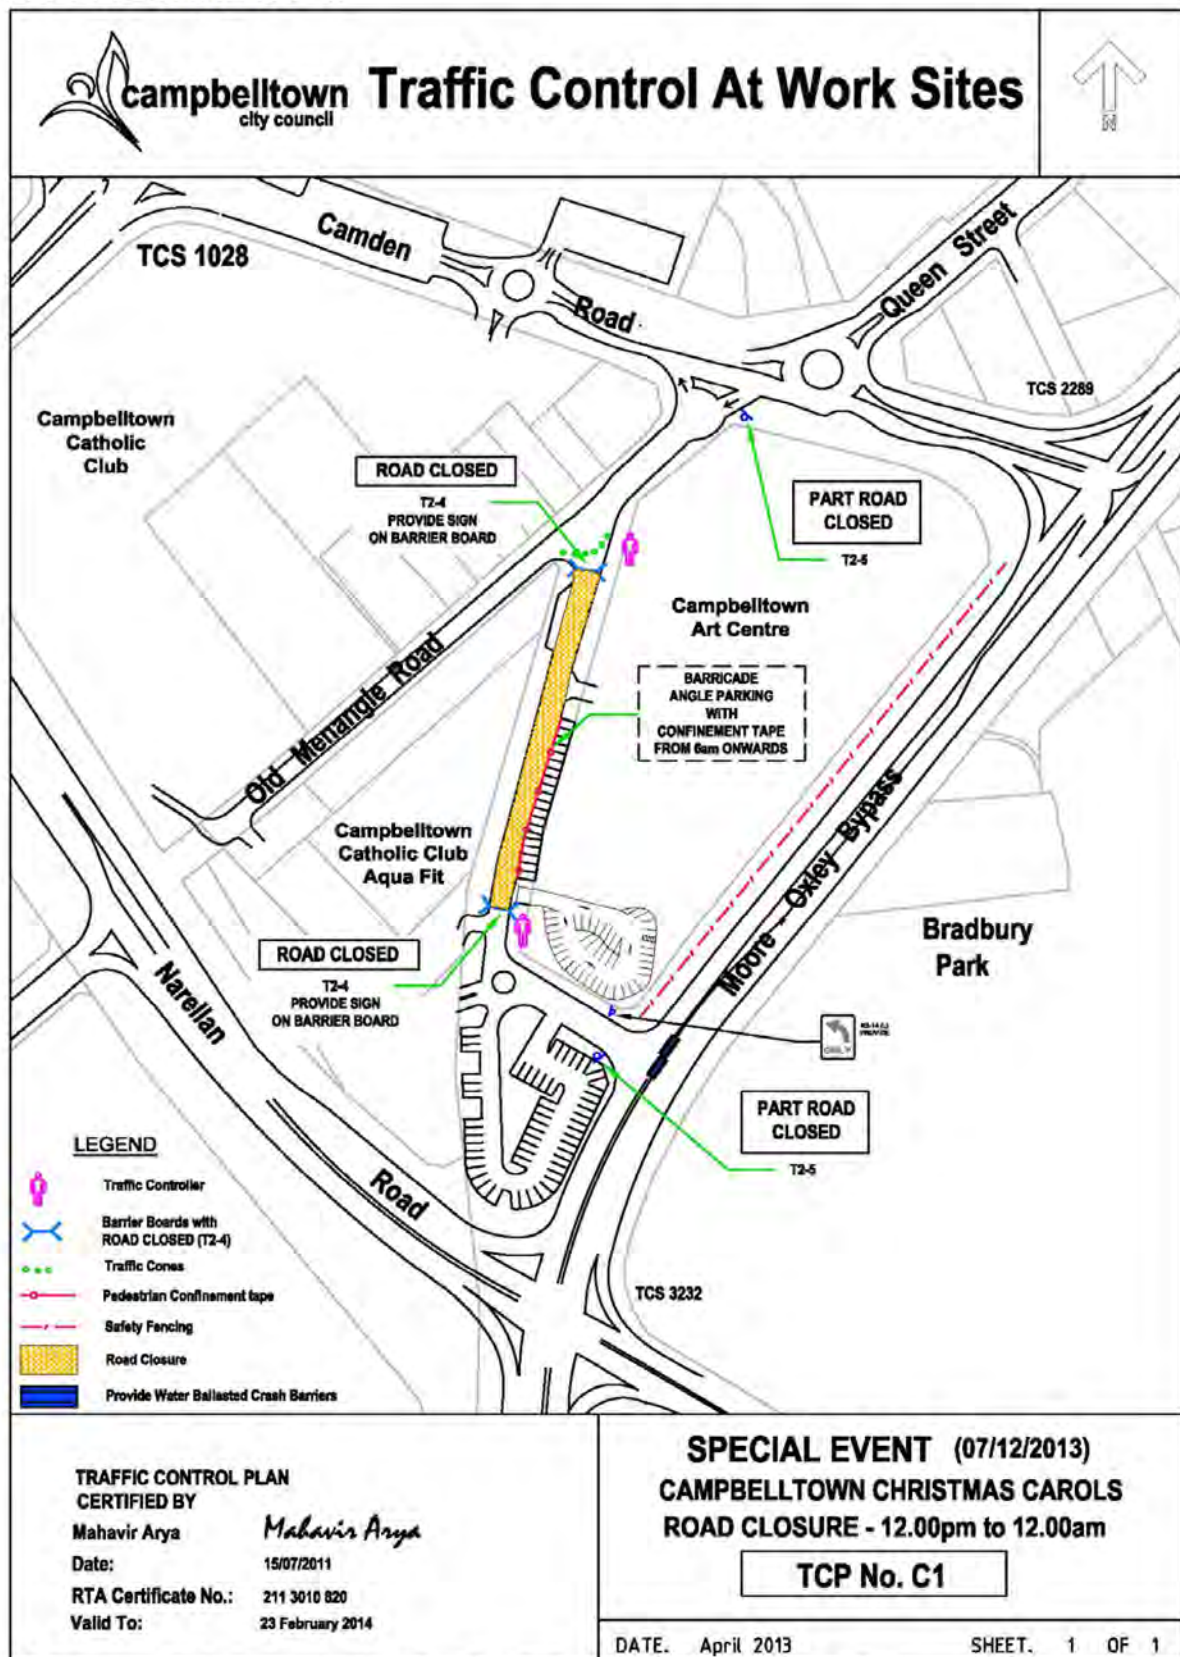 campbelltown
city council
Traffic Control At Work Sites
N
Camden
Road
Queen Street
TCS 1028
TCS 2289
Campbelltown
Catholic
Club
ROAD CLOSED
T2-4
PROVIDE SIGN
ON BARRIER BOARD
PART ROAD
CLOSED
T2-5
Campbelltown
Art Centre
BARRICADE
ANGLE PARKING
WITH
CONFINEMENT TAPE
FROM 6am ONWARDS
Old Menangle Road
Moore - Oxley Bypass
Campbelltown
Catholic Club
Aqua Fit
Bradbury
Park
ROAD CLOSED
T2-4
PROVIDE SIGN
ON BARRIER BOARD
Narellan
Road
ONLY
PART ROAD
CLOSED
T2-5
TCS 3232
LEGEND
Traffic Controller
Barrier Boards with
ROAD CLOSED (T2-4)
Traffic Cones
Pedestrian Confinement tape
Safety Fencing
Road Closure
Provide Water Ballasted Crash Barriers
TRAFFIC CONTROL PLAN
CERTIFIED BY
Mahavir Arya Mahavir Arya
Date: 15/07/2011
RTA Certificate No.: 211 3010 820
Valid To: 23 February 2014
SPECIAL EVENT (07/12/2013)
CAMPBELLTOWN CHRISTMAS CAROLS
ROAD CLOSURE - 12.00pm to 12.00am
TCP No. C1
DATE. April 2013 SHEET. 1 OF 1